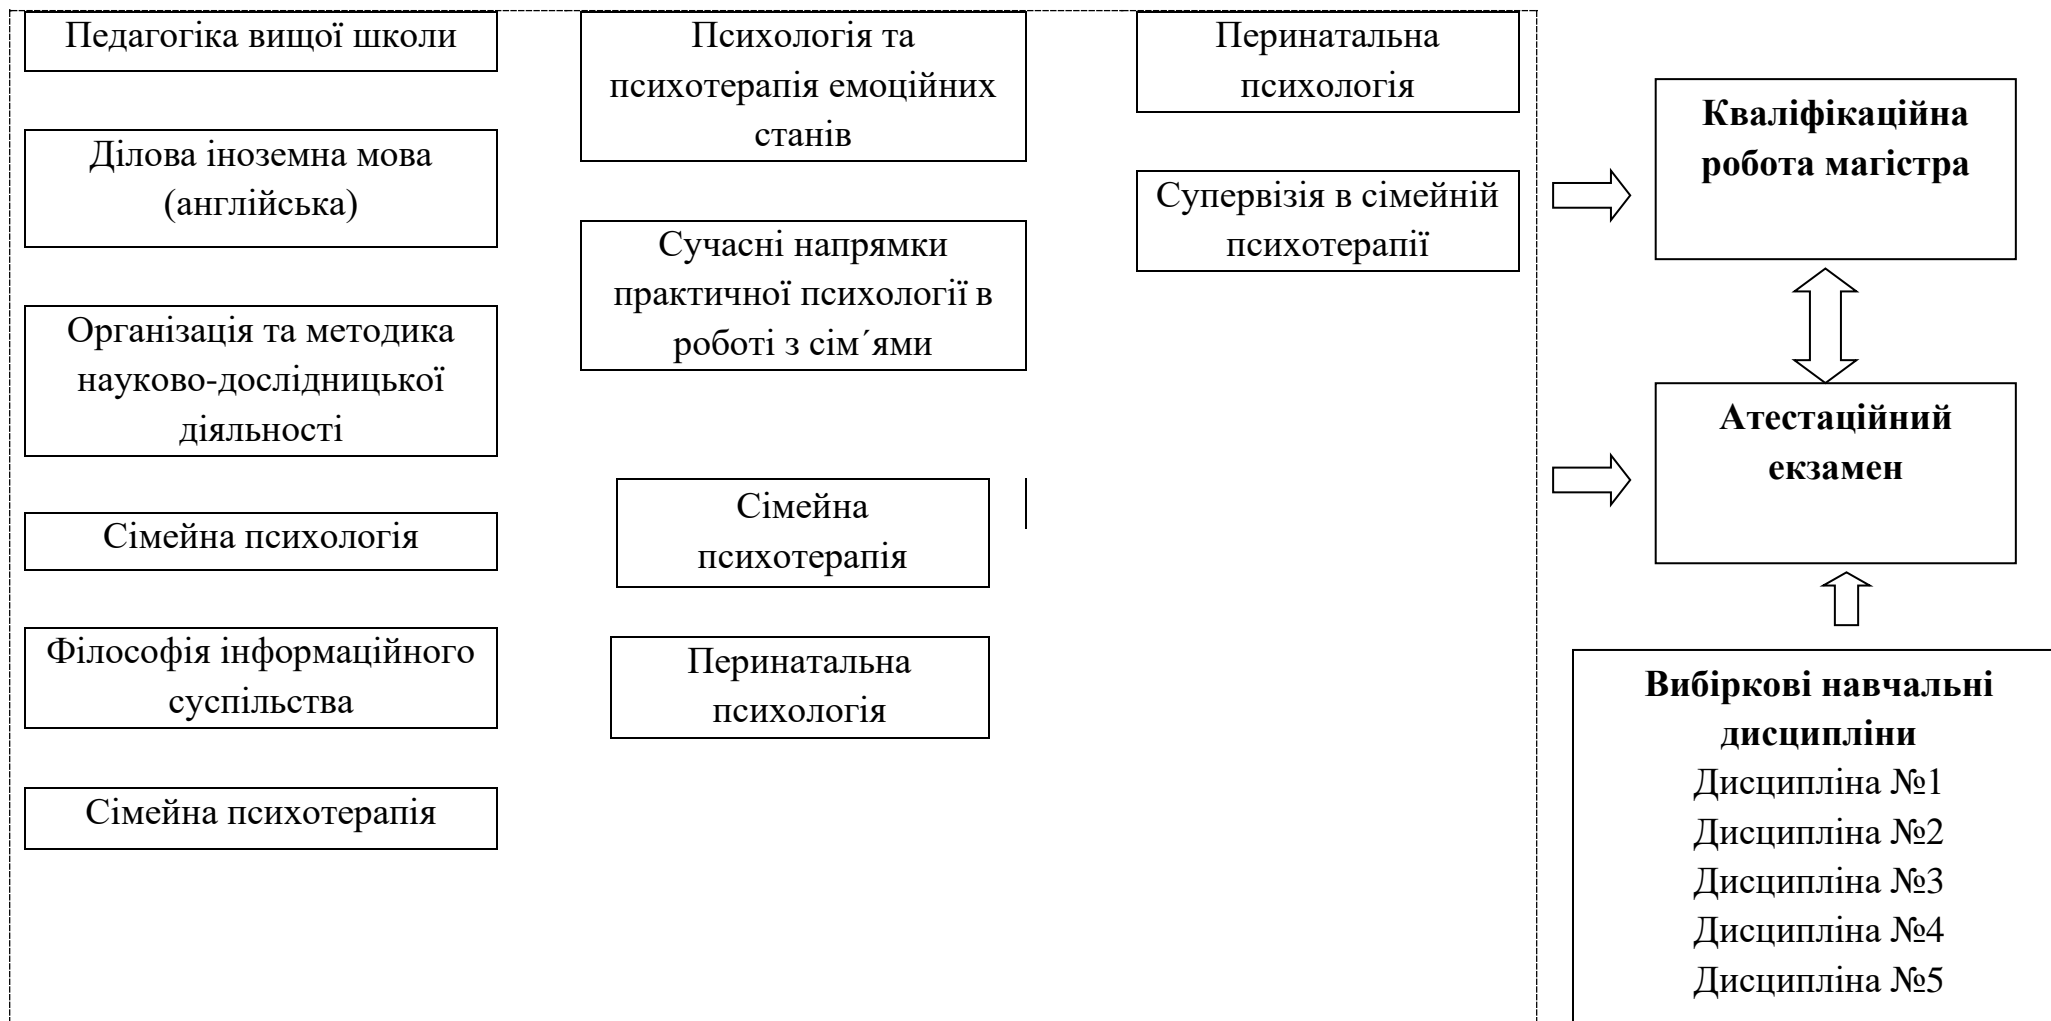 Педагогіка вищої школи
Ділова іноземна мова
(англійська)
Організація та методика
науково-дослідницької
діяльності
Сімейна психологія
Філософія інформаційного
суспільства
Сімейна психотерапія
Психологія та
психотерапія емоційних
станів
Сучасні напрямки
практичної психології в
роботі з сім´ями
Сімейна
психотерапія
Перинатальна
психологія
Перинатальна
психологія
Супервізія в сімейній
психотерапії
Кваліфікаційна
робота магістра
Атестаційний
екзамен
Вибіркові навчальні
дисципліни
Дисципліна №1
Дисципліна №2
Дисципліна №3
Дисципліна №4
Дисципліна №5